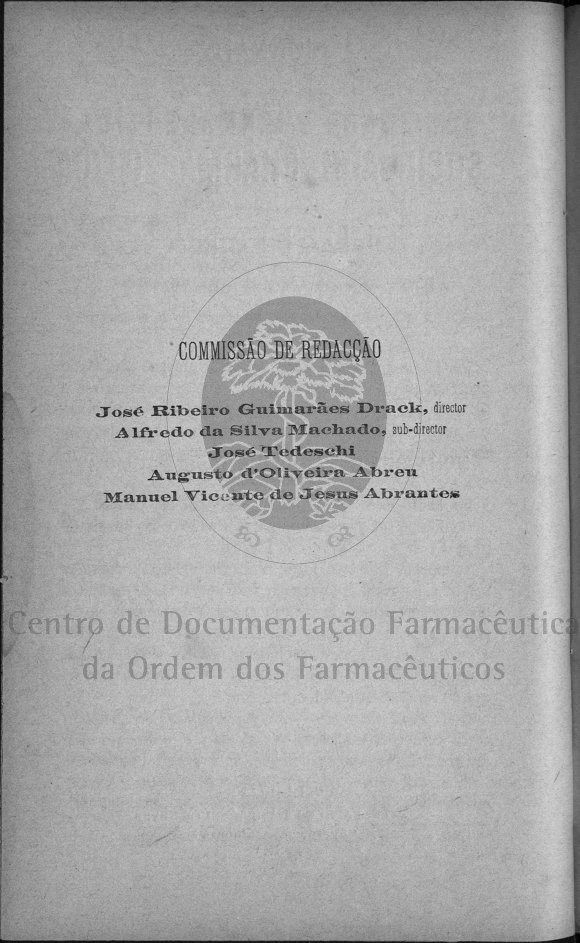 COMMISSÃO DE REDACÇÃO
José Ribeiro Guimarães Drack, director
Alfredo da Silva Machado, sub-director
José Tedeschi
Augusto d'Oliveira Abreu
Manuel Vicente de Jesus Abrantes
Centro de Documentação Farmacêutica
da Ordem dos Farmacêuticos